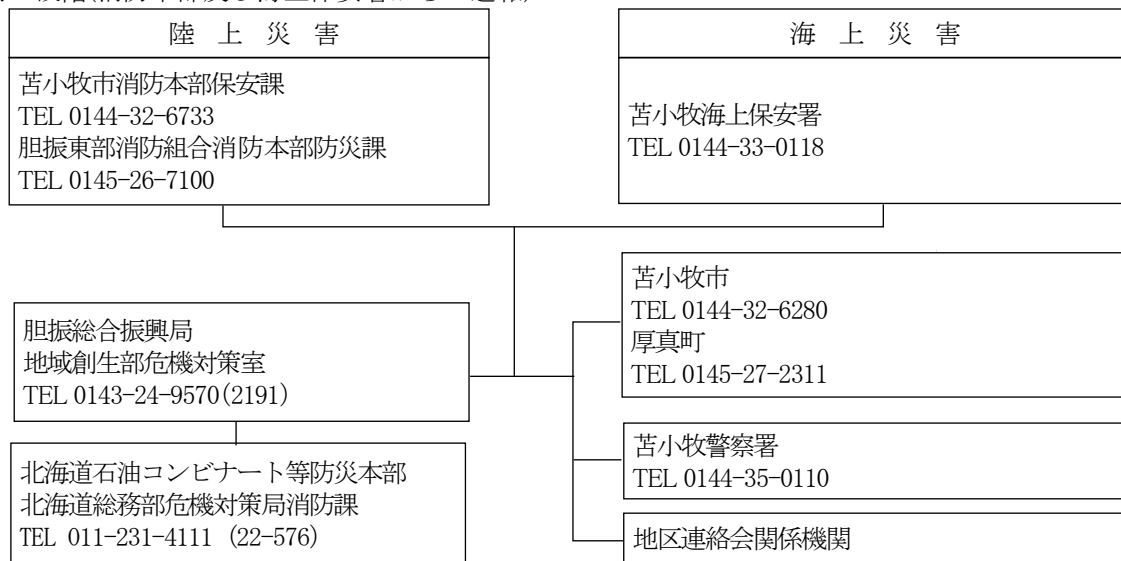 陸 上 災 害
苫小牧市消防本部保安課
TEL 0144-32-6733
胆振東部消防組合消防本部防災課
TEL 0145-26-7100
海 上 災 害
苫小牧海上保安署
TEL 0144-33-0118
胆振総合振興局
地域創生部危機対策室
TEL 0143-24-9570(2191)
北海道石油コンビナート等防災本部
北海道総務部危機対策局消防課
TEL 011-231-4111 (22-576)
苫小牧市
TEL 0144-32-6280
厚真町
TEL 0145-27-2311
苫小牧警察署
TEL 0144-35-0110
地区連絡会関係機関